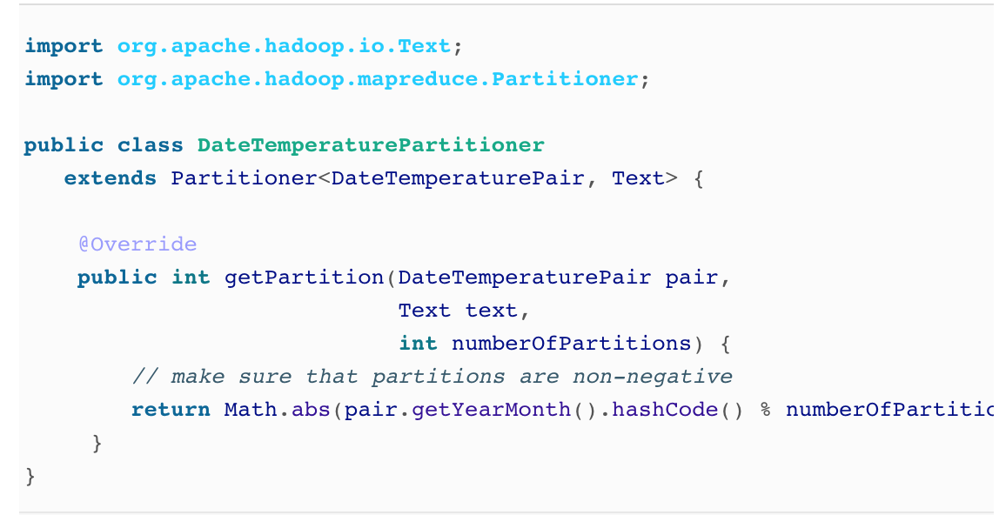 import org.apache.hadoop.io.Text;
import org.apache.hadoop.mapreduce.Partitioner;
public class DateTemperaturePartitioner
extends Partitioner<DateTemperaturePair, Text> {
@Override
public int getPartition(DateTemperaturePair pair,
Text text,
int numberOfPartitions) {
// make sure that partitions are non-negative
return Math.abs(pair.getYearMonth().hashCode() % numberOfPartitio
}
}